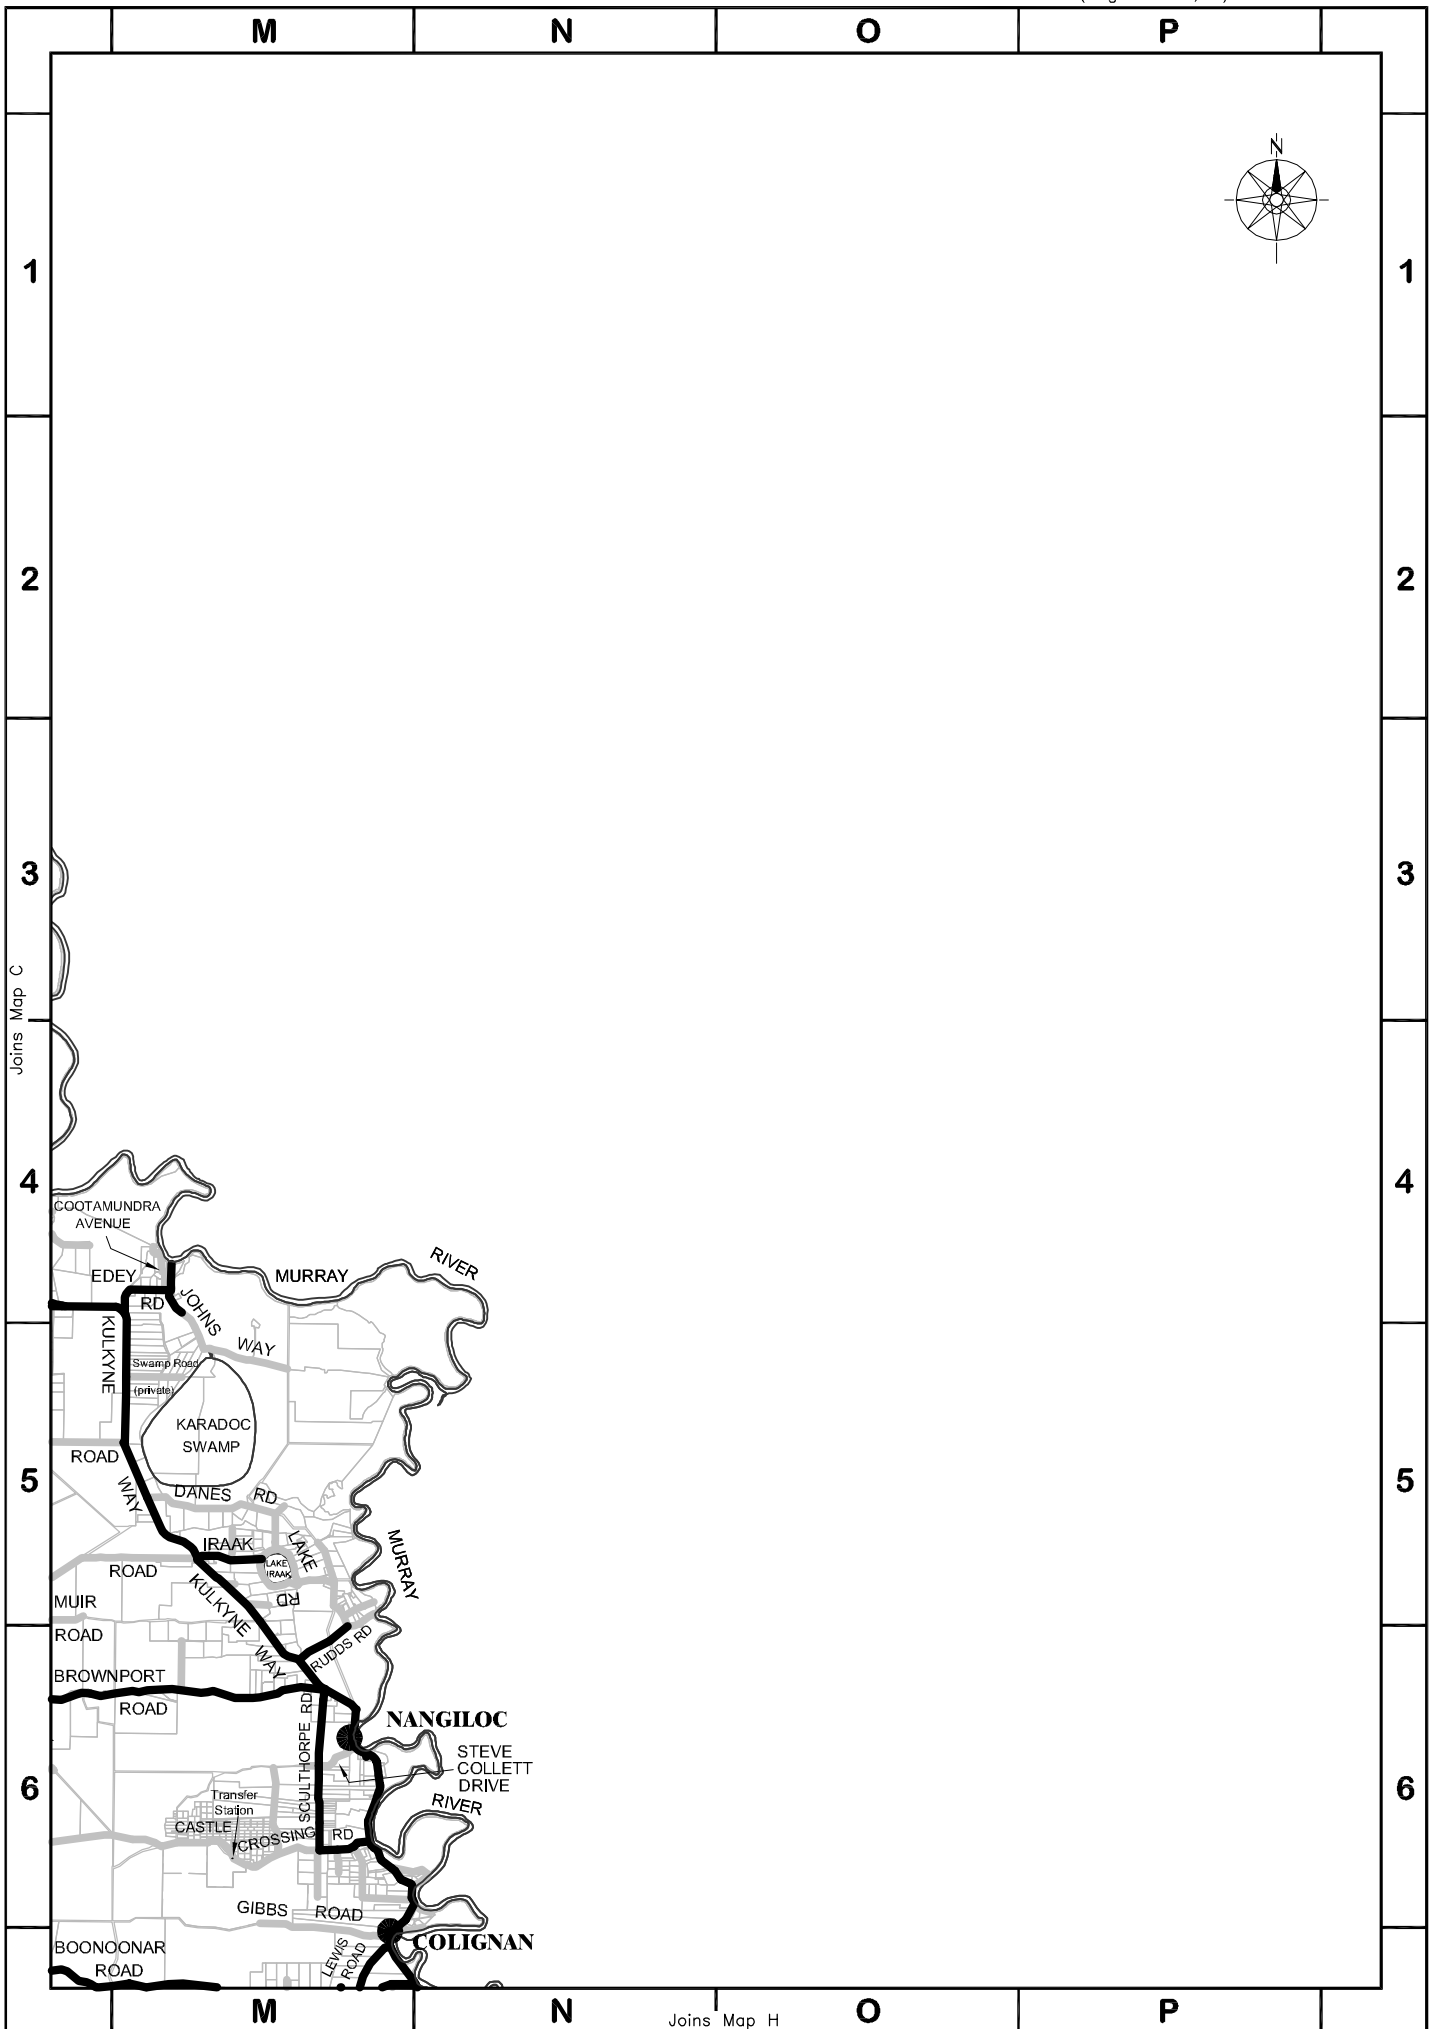 M N O P
N
1 1
2 2
3 3
Joins Map C
4 4
COOTAMUNDRA
AVENUE
RIVER
EDEY
MURRAY
RD
JOHNS
KULKYNE
WAY
Swamp Road
(private)
KARADOC
SWAMP
ROAD
5 5
WAY
DANES RD
IRAAK
LAKE
MURRAY
LAKE
IRAAK
ROAD
KULKYNE
RD
MUIR
ROAD
WAY
RUDDS RD
BROWNPORT
ROAD
SCULTHORPE RD
NANGILOC
STEVE
COLLETT
DRIVE
6 6
Transfer
Station
RIVER
CASTLE
CROSSING RD
GIBBS ROAD
COLIGNAN
BOONOONAR
ROAD
LEWIS
ROAD
M N O P
Joins Map H